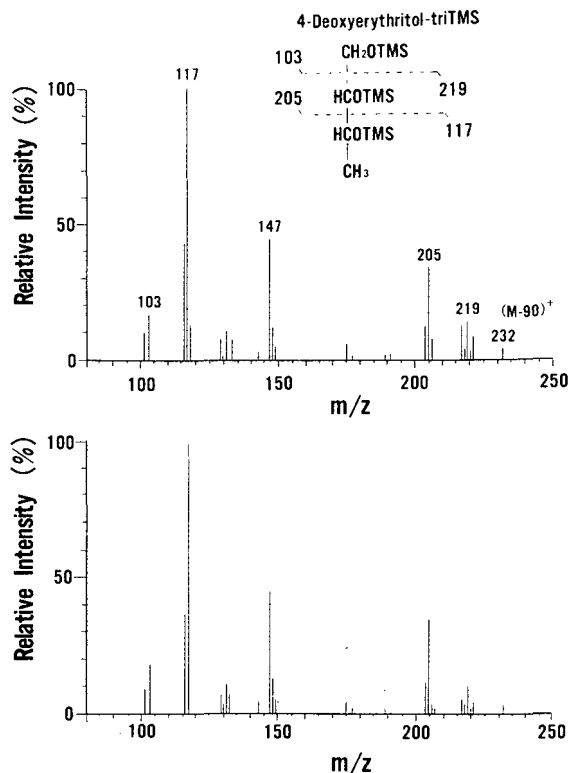 4-Deoxyerythritol-triTMS
103 CH₂OTMS
HCOTMS 219
205
HCOTMS 117
CH₃
Relative Intensity (%)
100
50
0
117
103
147
205
219
(M-90)⁺
232
100 150 200 250
m/z
Relative Intensity (%)
100
50
0
100 150 200 250
m/z